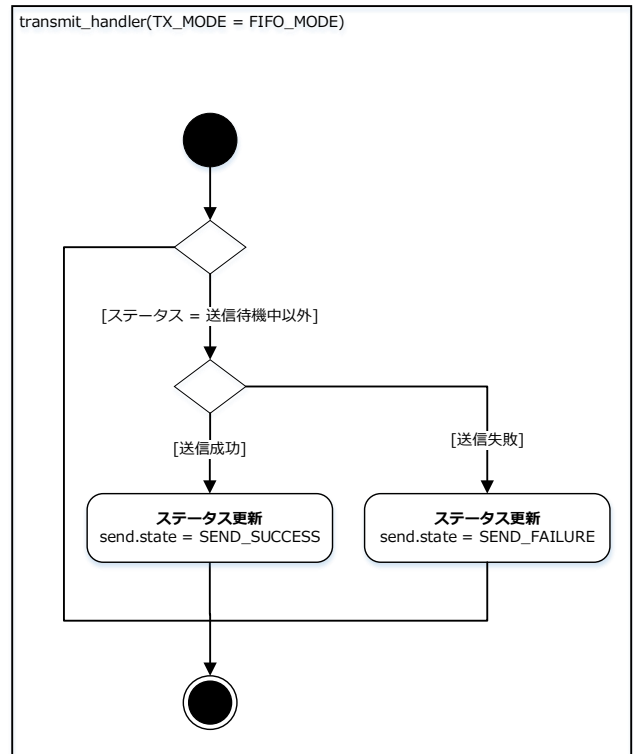 transmit_handler(TX_MODE = FIFO_MODE)
[ステータス = 送信待機中以外]
[送信成功]
[送信失敗]
ステータス更新
send.state = SEND_SUCCESS
ステータス更新
send.state = SEND_FAILURE